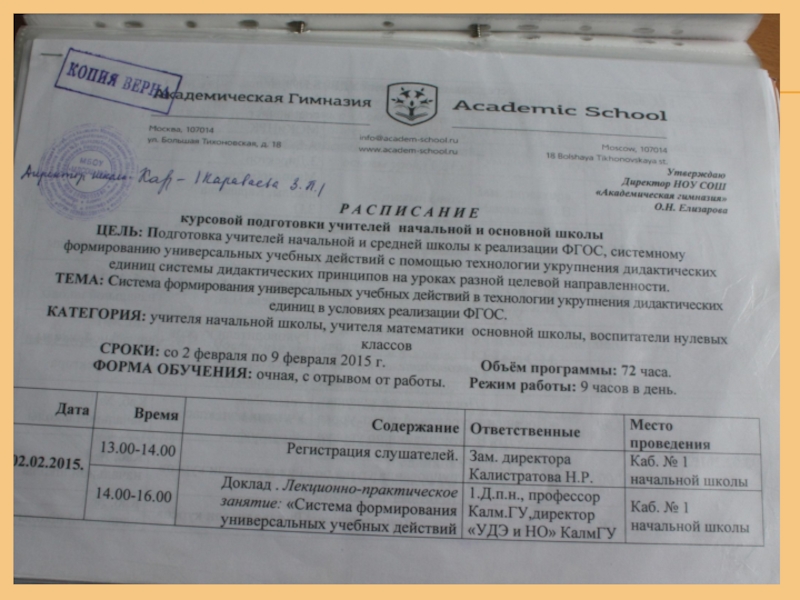 КОПИЯ ВЕРНА
Академическая Гимназия
Academic School
Москва, 107014
ул. Большая Тихоновская, д. 18
info@academ-school.ru
www.academ-school.ru
Moscow, 107014
18 Bolshaya Tikhonovskaya st.
Директор школы Кар - /Караваева З.П./
Утверждаю
Директор НОУ СОШ
«Академическая гимназия»
О.Н. Елизарова
РАСПИСАНИЕ
курсовой подготовки учителей начальной и основной школы
ЦЕЛЬ: Подготовка учителей начальной и средней школы к реализации ФГОС, системному
формированию универсальных учебных действий с помощью технологии укрупнения дидактических
единиц системы дидактических принципов на уроках разной целевой направленности.
ТЕМА: Система формирования универсальных учебных действий в технологии укрупнения дидактических
единиц в условиях реализации ФГОС.
КАТЕГОРИЯ: учителя начальной школы, учителя математики основной школы, воспитатели нулевых
классов
СРОКИ: со 2 февраля по 9 февраля 2015 г.
Объём программы: 72 часа.
ФОРМА ОБУЧЕНИЯ: очная, с отрывом от работы.
Режим работы: 9 часов в день.
Дата
Время
Содержание
Ответственные
Место
проведения
02.02.2015.
13.00-14.00
Регистрация слушателей.
Зам. директора
Калистратова Н.Р.
Каб. № 1
начальной школы
14.00-16.00
Доклад . Лекционно-практическое
занятие: «Система формирования
универсальных учебных действий
1.Д.п.н., профессор
Калм.ГУ,директор
«УДЭ и НО» КалмГУ
Каб. № 1
начальной школы